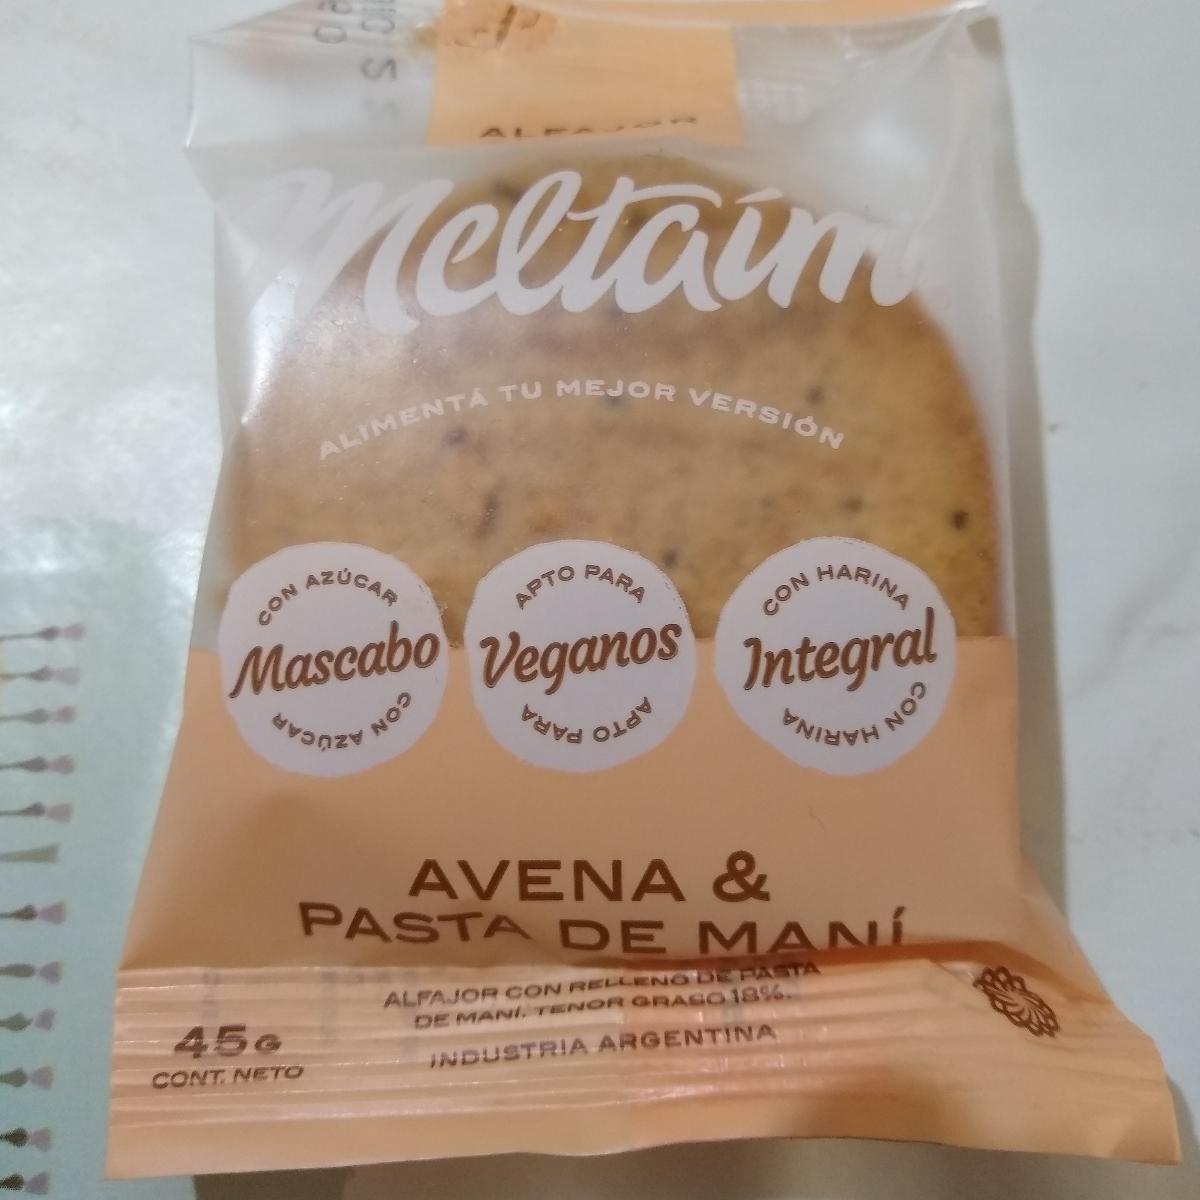 ALFAJOR
Meltaím
ALIMENTÁ TU MEJOR VERSIÓN
CON AZÚCAR
Mascabo
CON AZÚCAR
APTO PARA
Veganos
APTO PARA
CON HARINA
Integral
CON HARINA
AVENA &
PASTA DE MANÍ
ALFAJOR CON RELLENO DE PASTA
DE MANÍ. TENOR GRASO 18%.
INDUSTRIA ARGENTINA
45G
CONT. NETO